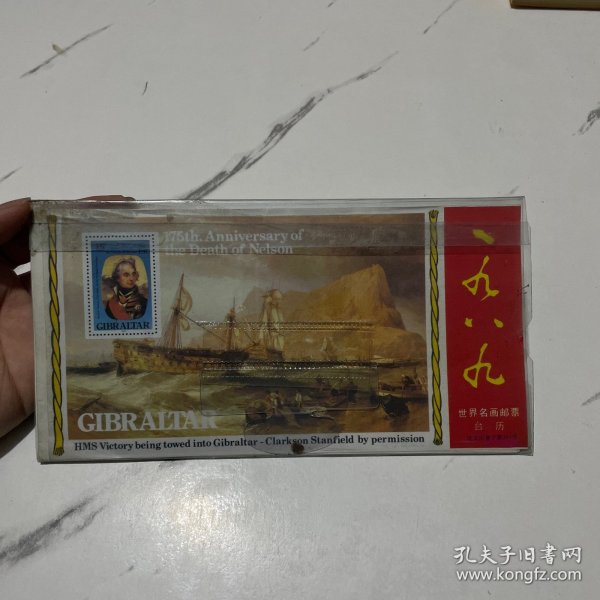 175th. Anniversary of
the Death of Nelson
GIBRALTAR
GIBRALTAR
HMS Victory being towed into Gibraltar - Clarkson Stanfield by permission
一九八九
世界名画邮票
台历
孔夫子旧书网
www.kongfz.com